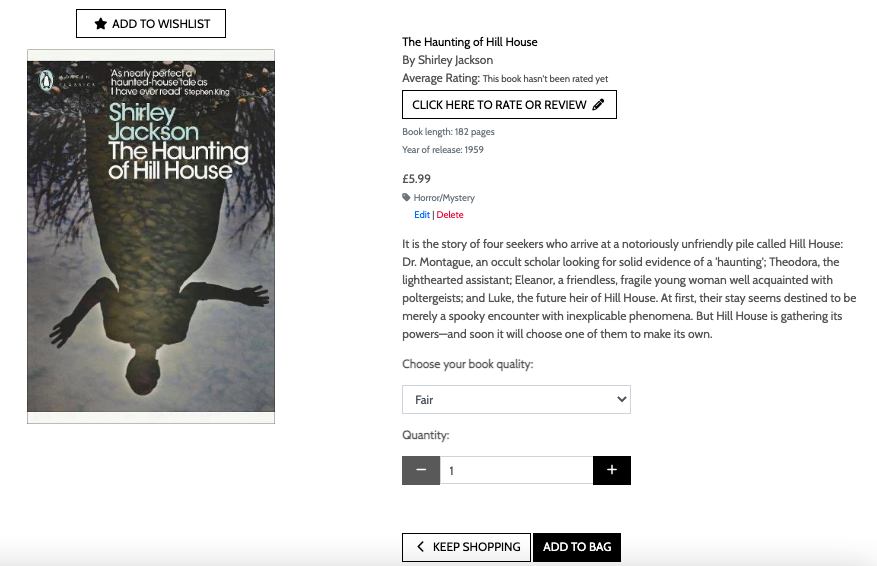 ADD TO WISHLIST
MODERN
CLASSICS
'As nearly perfect a
haunted-house tale as
I have ever read' Stephen King
Shirley
Jackson
The Haunting
of Hill House
The Haunting of Hill House
By Shirley Jackson
Average Rating: This book hasn't been rated yet
CLICK HERE TO RATE OR REVIEW
Book length: 182 pages
Year of release: 1959
£5.99
Horror/Mystery
Edit | Delete
It is the story of four seekers who arrive at a notoriously unfriendly pile called Hill House:
Dr. Montague, an occult scholar looking for solid evidence of a 'haunting'; Theodora, the
lighthearted assistant; Eleanor, a friendless, fragile young woman well acquainted with
poltergeists; and Luke, the future heir of Hill House. At first, their stay seems destined to be
merely a spooky encounter with inexplicable phenomena. But Hill House is gathering its
powers—and soon it will choose one of them to make its own.
Choose your book quality:
Fair
Quantity:
1
KEEP SHOPPING
ADD TO BAG